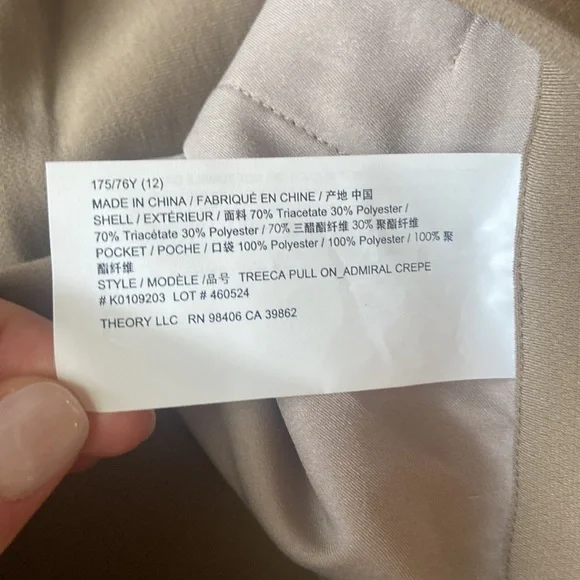 175/76Y (12)
MADE IN CHINA / FABRIQUÉ EN CHINE / 产地 中国
SHELL / EXTÉRIEUR / 面料 70% Triacetate 30% Polyester /
70% Triacétate 30% Polyester / 70% 三醋酯纤维 30% 聚酯纤维
POCKET / POCHE / 口袋 100% Polyester / 100% Polyester / 100% 聚
酯纤维
STYLE / MODÈLE /品号 TREECA PULL ON_ADMIRAL CREPE
# K0109203 LOT # 460524
THEORY LLC RN 98406 CA 39862